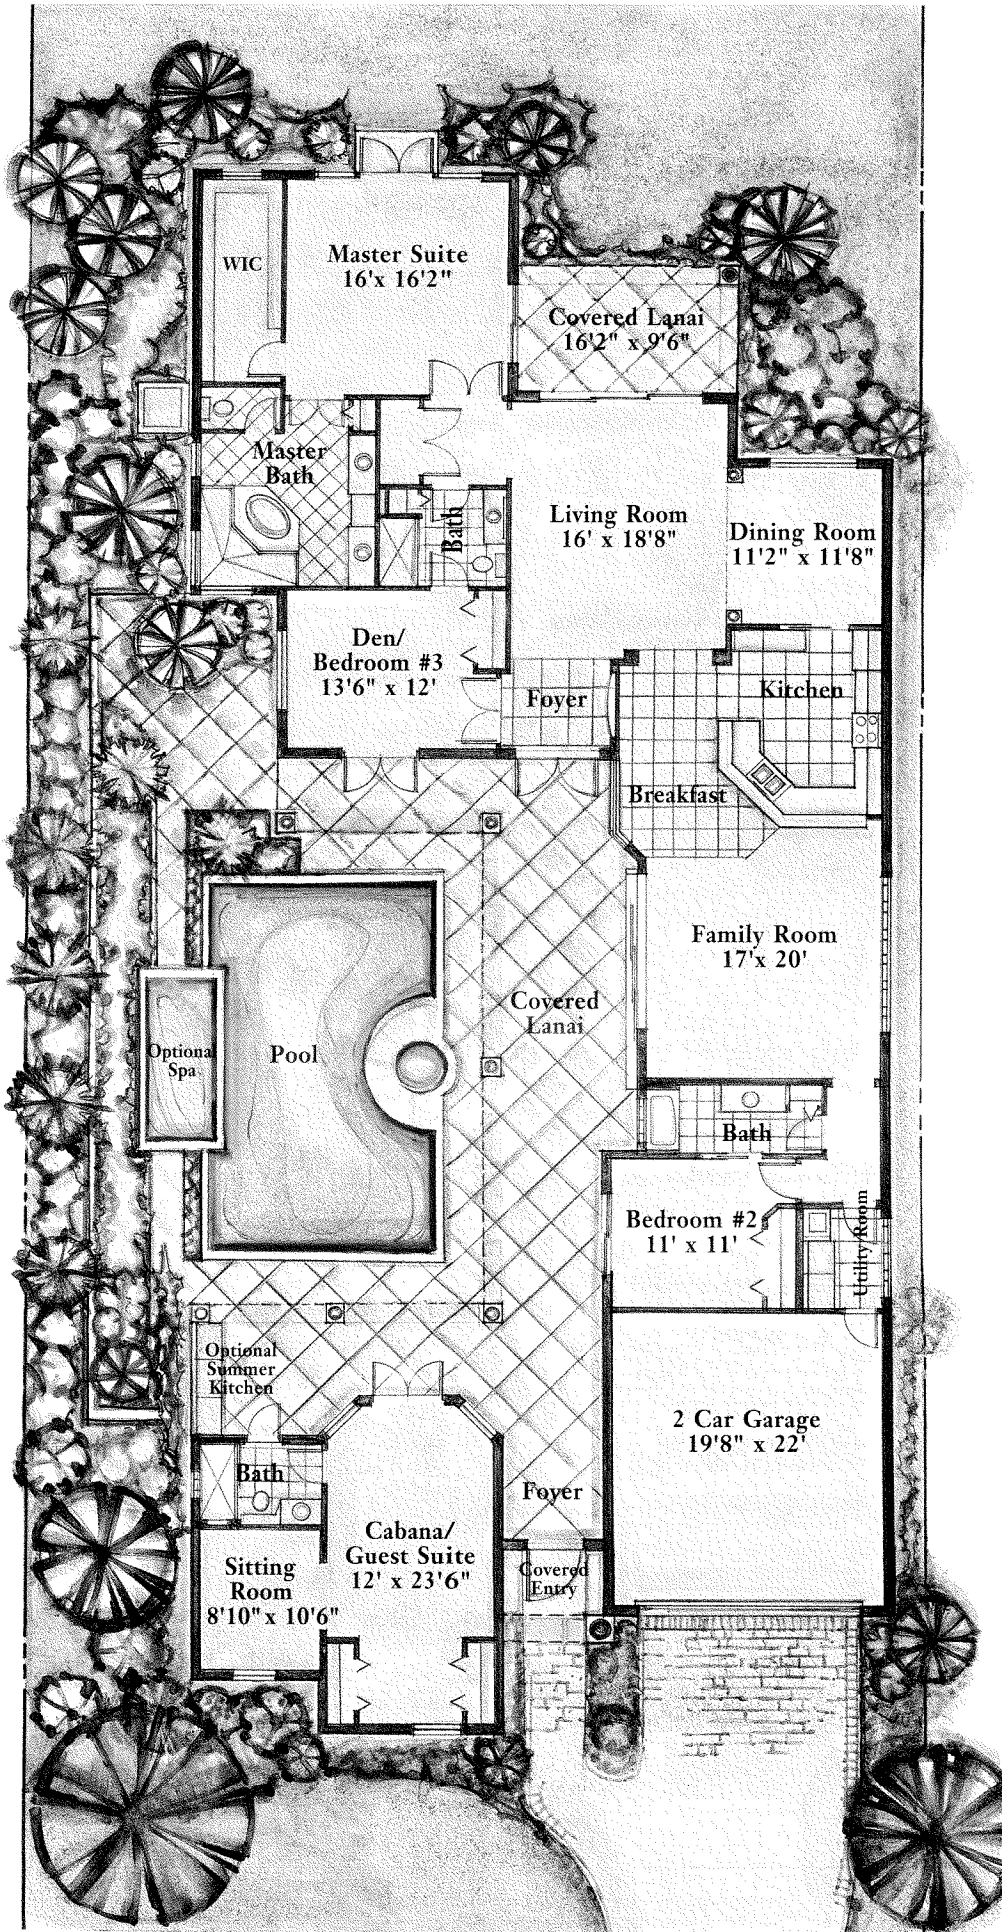 Master Suite
16'x 16'2"
WIC
Covered Lanai
16'2" x 9'6"
Master
Bath
Bath
Living Room
16' x 18'8"
Dining Room
11'2" x 11'8"
Den/
Bedroom #3
13'6" x 12'
Foyer
Kitchen
Breakfast
Family Room
17'x 20'
Covered
Lanai
Optional
Spa
Pool
Bath
Bedroom #2
11' x 11'
Utility Room
Optional
Summer
Kitchen
2 Car Garage
19'8" x 22'
Bath
Foyer
Cabana/
Guest Suite
12' x 23'6"
Sitting
Room
8'10" x 10'6"
Covered
Entry